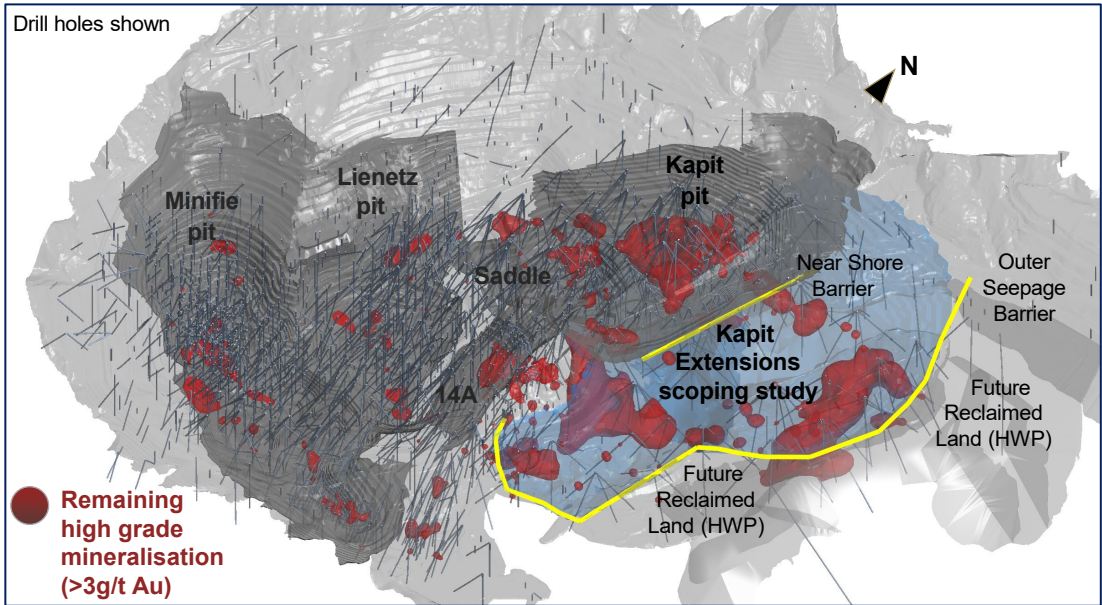 Drill holes shown
N
Minifie
pit
Lienetz
pit
Kapit
pit
Saddle
Near Shore
Barrier
Outer
Seepage
Barrier
Kapit
Extensions
scoping study
14A
Future
Reclaimed
Land (HWP)
Future
Reclaimed
Land (HWP)
Remaining
high grade
mineralisation
(>3g/t Au)